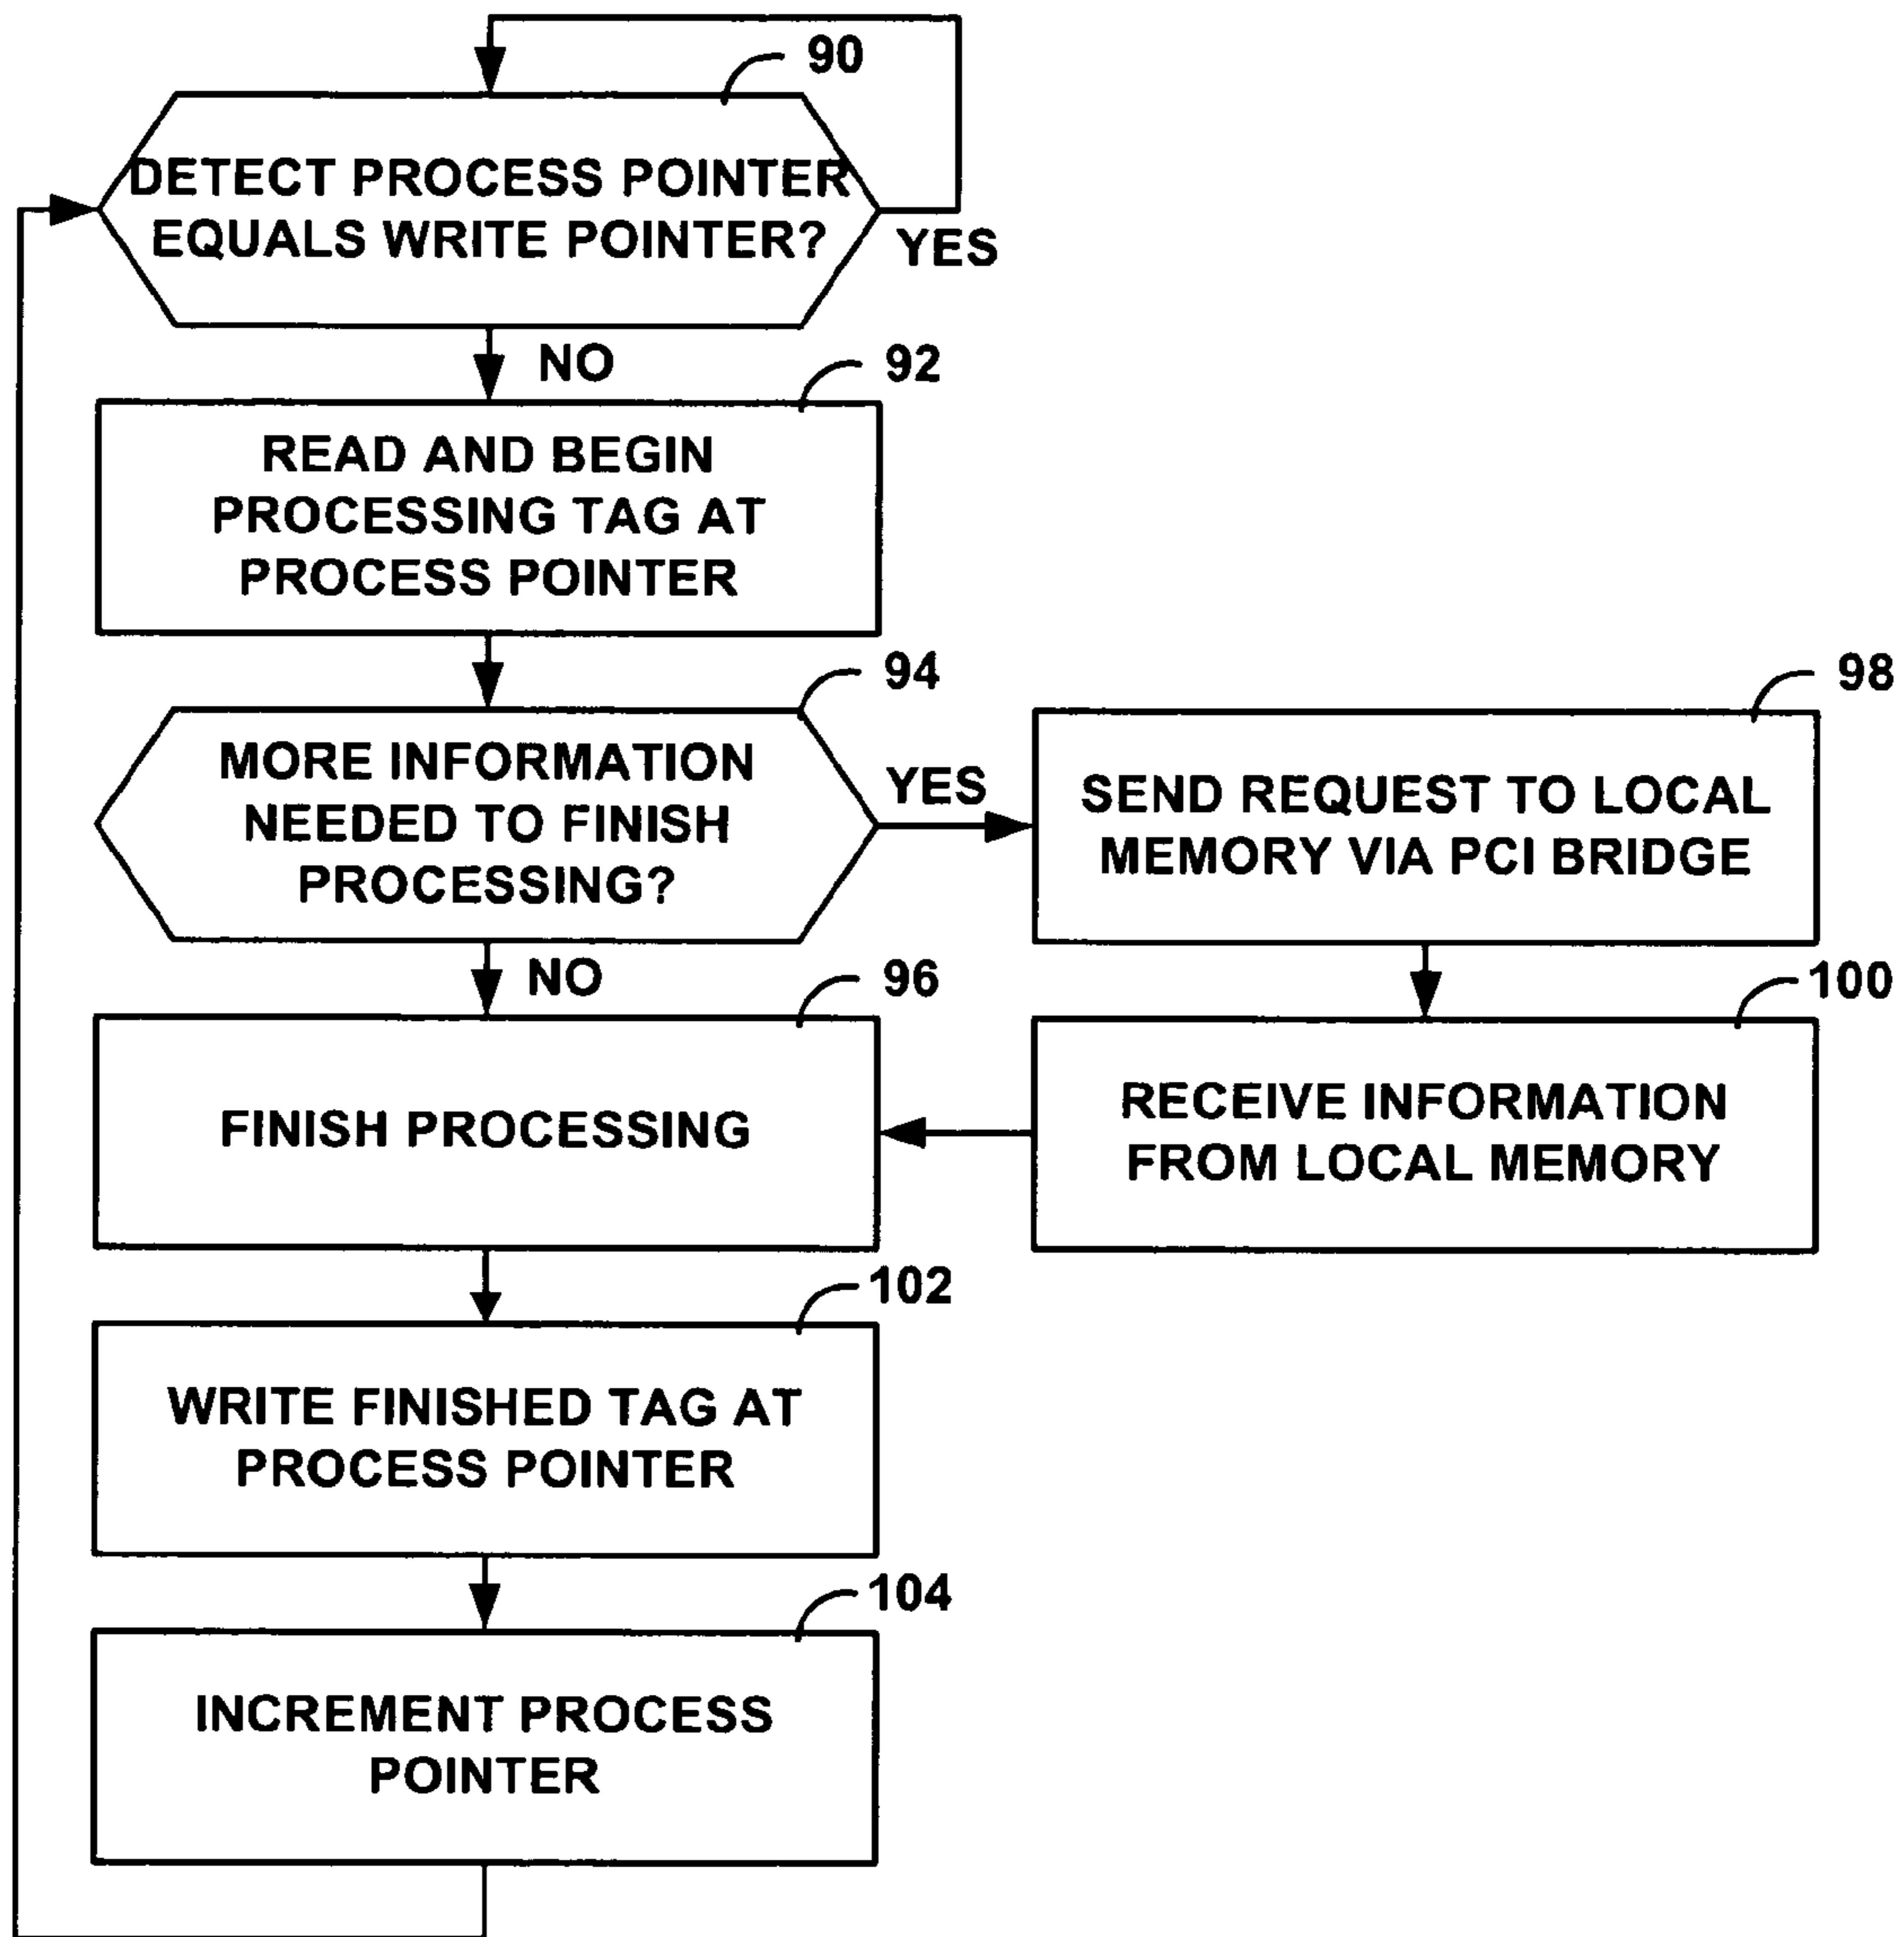 90
DETECT PROCESS POINTER
EQUALS WRITE POINTER?
YES
NO
92
READ AND BEGIN
PROCESSING TAG AT
PROCESS POINTER
94
MORE INFORMATION
NEEDED TO FINISH
PROCESSING?
YES
98
SEND REQUEST TO LOCAL
MEMORY VIA PCI BRIDGE
NO
96
FINISH PROCESSING
100
RECEIVE INFORMATION
FROM LOCAL MEMORY
102
WRITE FINISHED TAG AT
PROCESS POINTER
104
INCREMENT PROCESS
POINTER